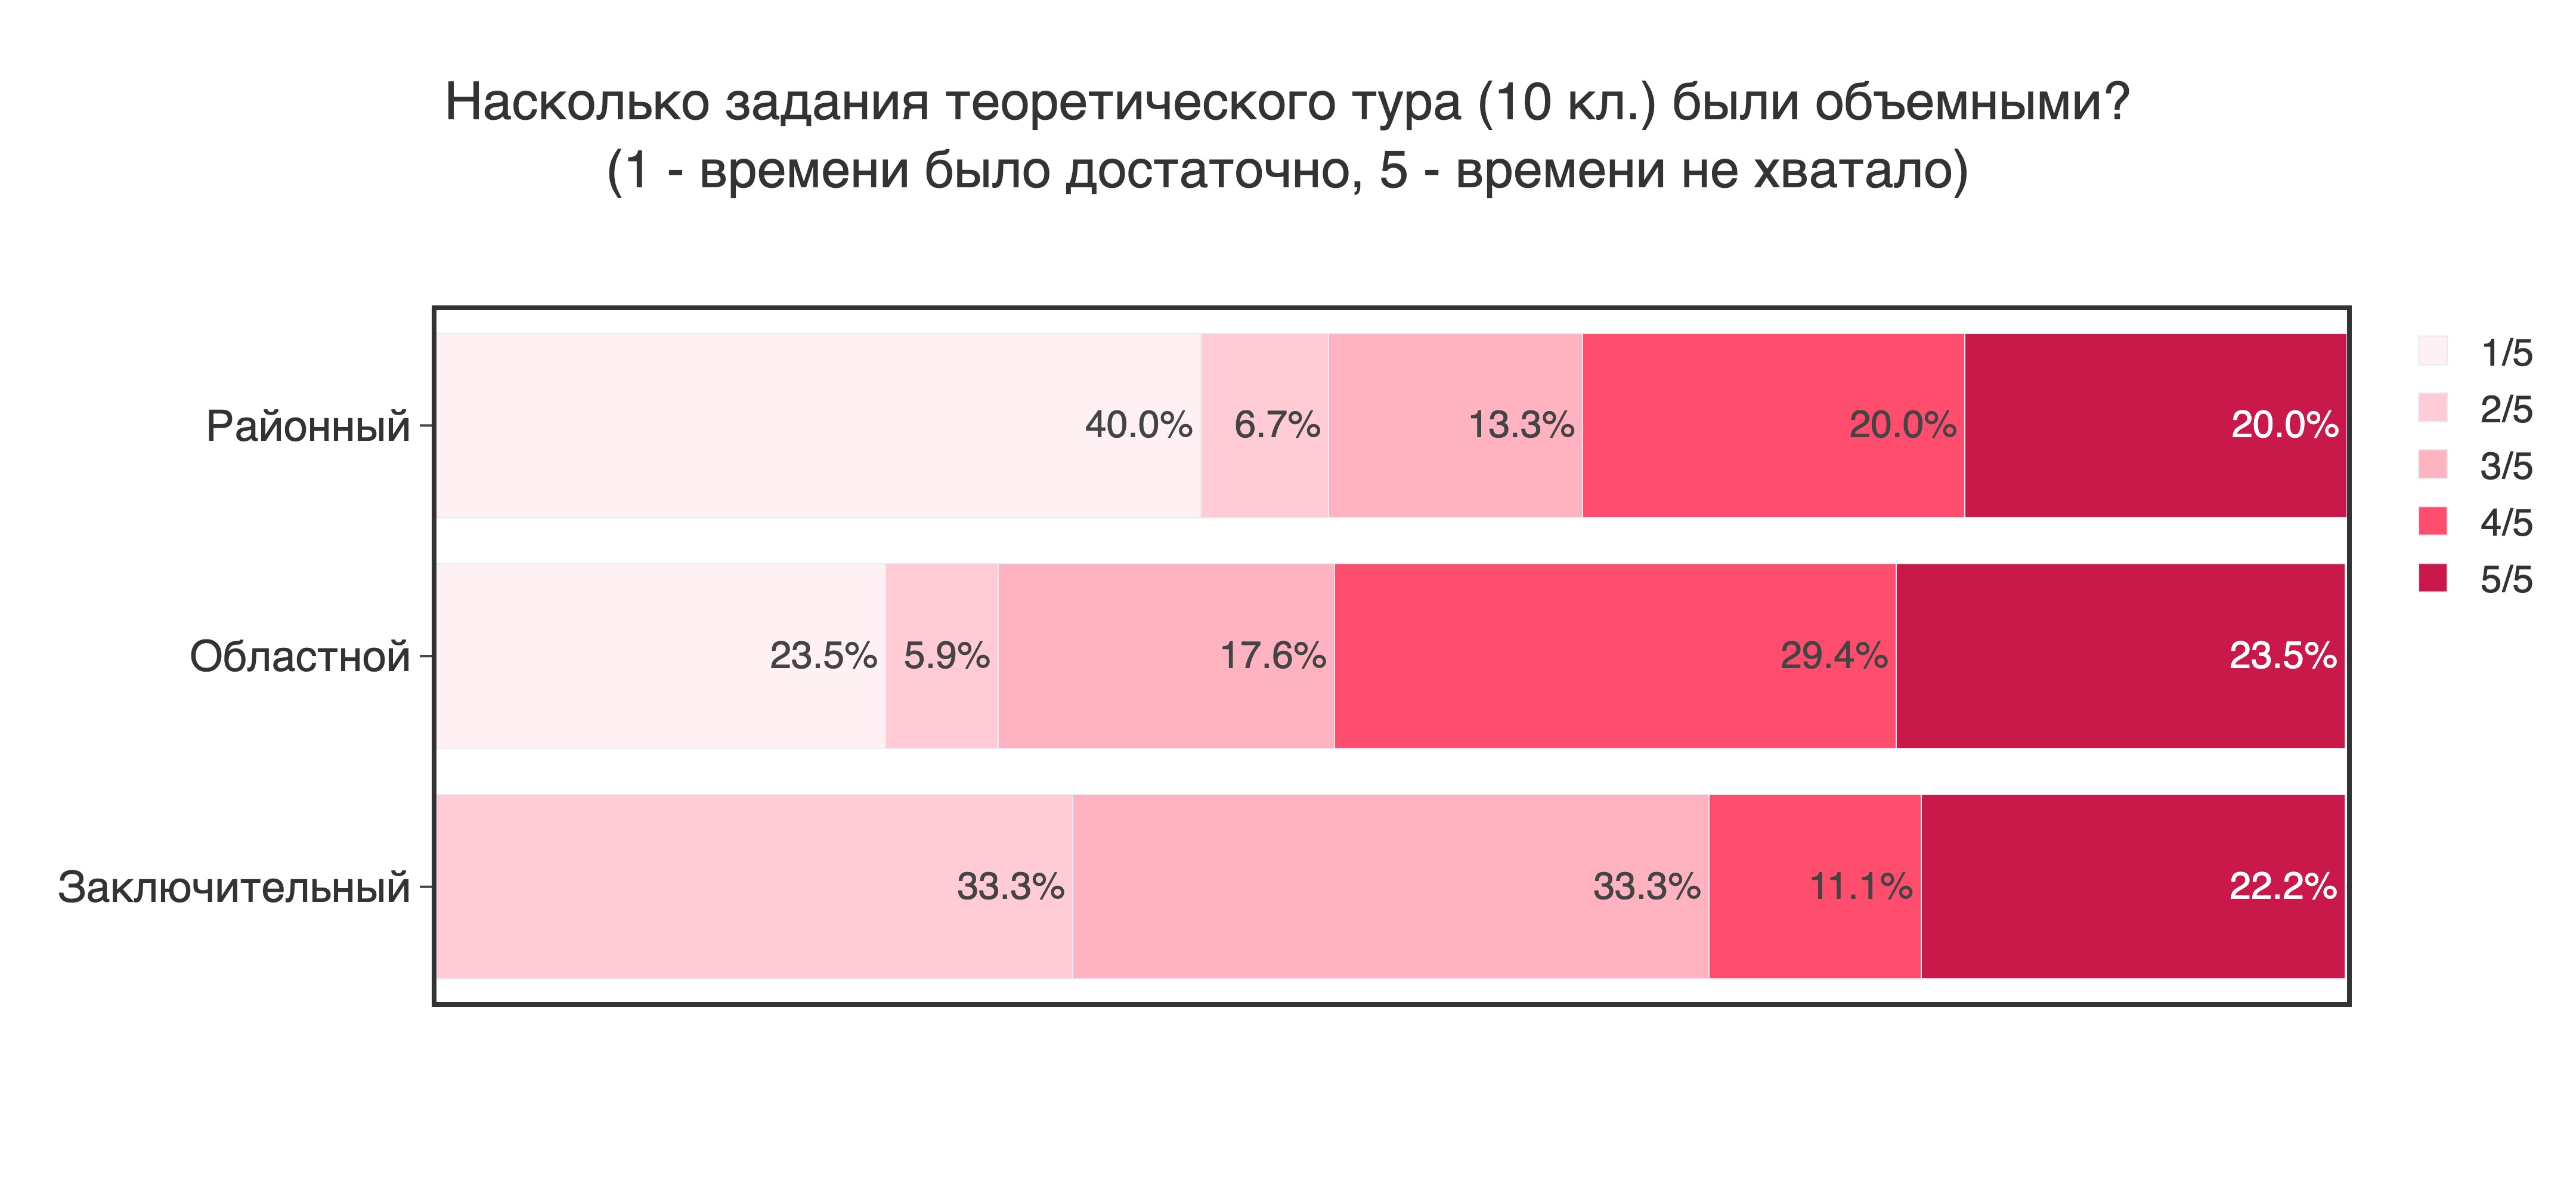 Насколько задания теоретического тура (10 кл.) были объемными?
(1 - времени было достаточно, 5 - времени не хватало)
Районный 40.0% 6.7% 13.3% 20.0% 20.0%
Областной 23.5% 5.9% 17.6% 29.4% 23.5%
Заключительный 33.3% 33.3% 11.1% 22.2%
1/5
2/5
3/5
4/5
5/5